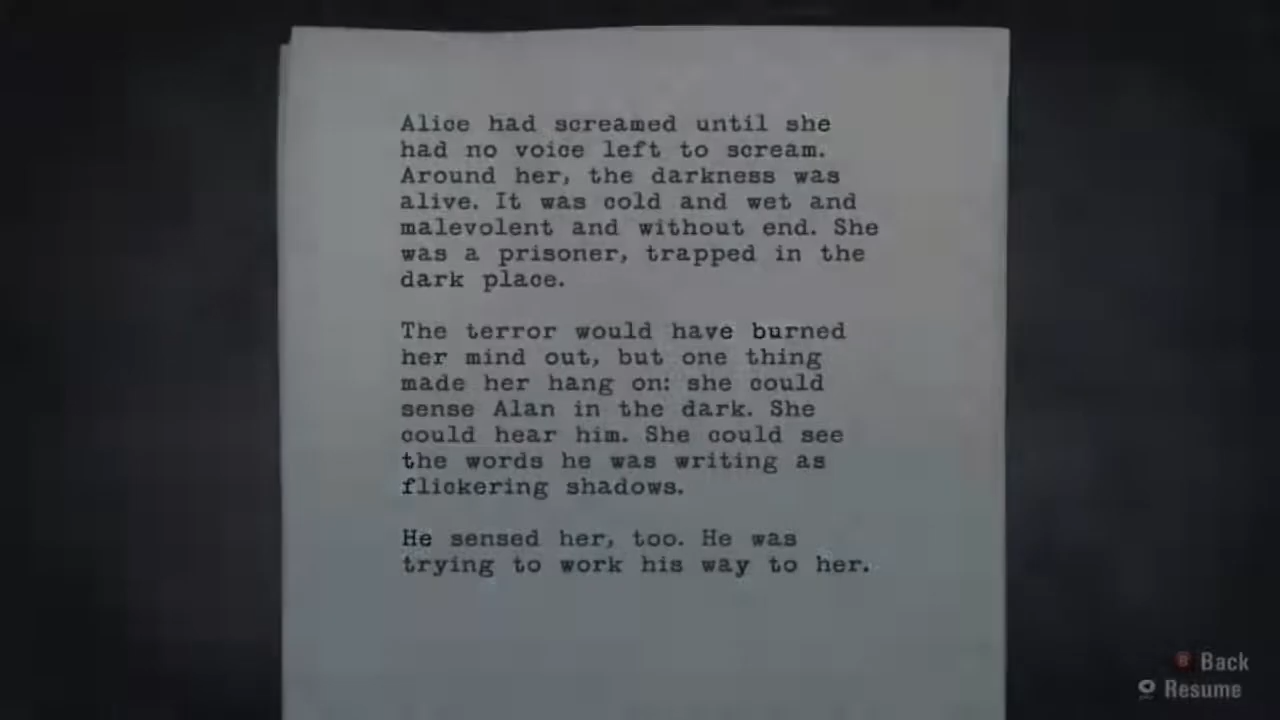 Alice had screamed until she
had no voice left to scream.
Around her, the darkness was
alive. It was cold and wet and
malevolent and without end. She
was a prisoner, trapped in the
dark place.
The terror would have burned
her mind out, but one thing
made her hang on: she could
sense Alan in the dark. She
could hear him. She could see
the words he was writing as
flickering shadows.
He sensed her, too. He was
trying to work his way to her.
B Back
Resume